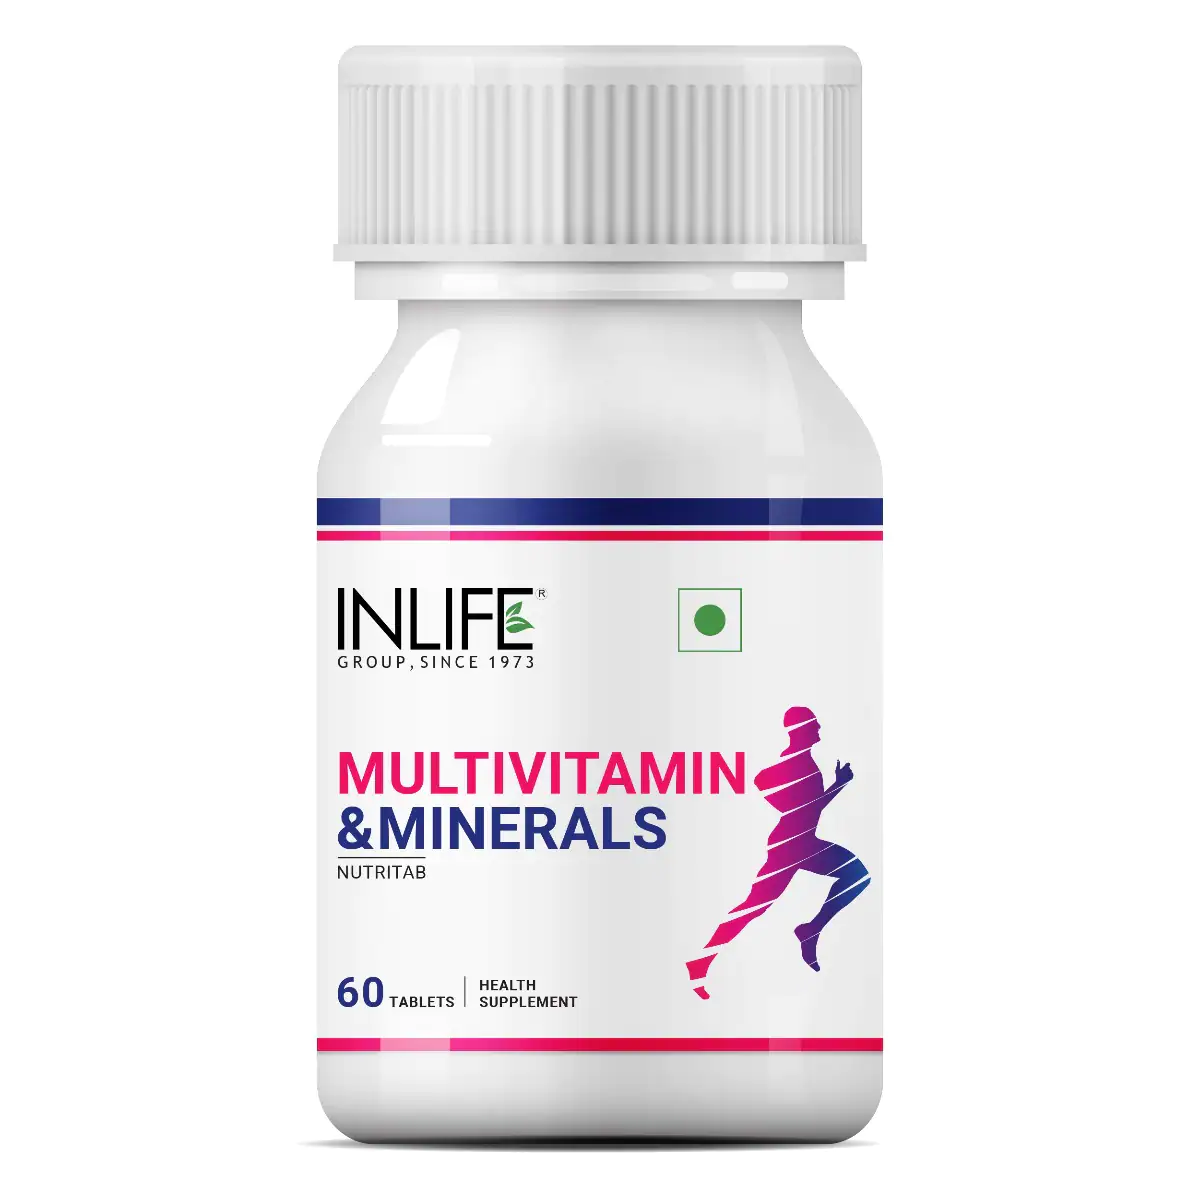 INLIFE®
GROUP, SINCE 1973
MULTIVITAMIN
&MINERALS
NUTRITAB
60 TABLETS
HEALTH
SUPPLEMENT